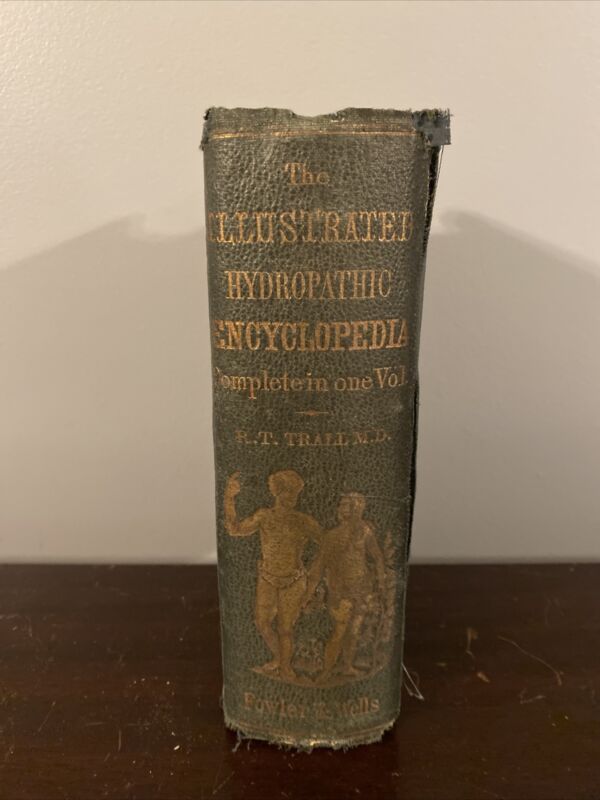 The
ILLUSTRATED
HYDROPATHIC
ENCYCLOPEDIA
Complete in one Vol.
R.T. TRALL M.D.
Fowler & Wells